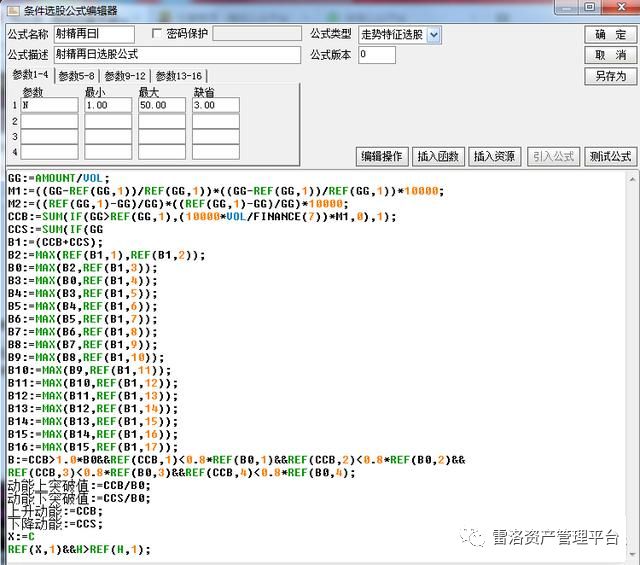 条件选股公式编辑器
公式名称 射精再日 密码保护 公式类型 走势特征选股 确 定
公式描述 射精再日选股公式 公式版本 0 取 消
参数1-4 参数5-8 参数9-12 参数13-16 另存为
参数 最小 最大 缺省
1 N 1.00 50.00 3.00
2
3
4
编辑操作 插入函数 插入资源 引入公式 测试公式
GG:=AMOUNT/VOL;
M1:=((GG-REF(GG,1))/REF(GG,1))*((GG-REF(GG,1))/REF(GG,1))*10000;
M2:=((REF(GG,1)-GG)/GG)*((REF(GG,1)-GG)/GG)*10000;
CCB:=SUM(IF(GG>REF(GG,1),(10000*VOL/FINANCE(7))*M1,0),1);
CCS:=SUM(IF(GG
B1:=(CCB+CCS);
B2:=MAX(REF(B1,1),REF(B1,2));
B0:=MAX(B2,REF(B1,3));
B3:=MAX(B0,REF(B1,4));
B4:=MAX(B3,REF(B1,5));
B5:=MAX(B4,REF(B1,6));
B6:=MAX(B5,REF(B1,7));
B7:=MAX(B6,REF(B1,8));
B8:=MAX(B7,REF(B1,9));
B9:=MAX(B8,REF(B1,10));
B10:=MAX(B9,REF(B1,11));
B11:=MAX(B10,REF(B1,12));
B12:=MAX(B11,REF(B1,13));
B13:=MAX(B12,REF(B1,14));
B14:=MAX(B13,REF(B1,15));
B15:=MAX(B14,REF(B1,16));
B16:=MAX(B15,REF(B1,17));
B:=CCB>1.0*B0&&REF(CCB,1)<0.8*REF(B0,1)&&REF(CCB,2)<0.8*REF(B0,2)&&
REF(CCB,3)<0.8*REF(B0,3)&&REF(CCB,4)<0.8*REF(B0,4);
动能上突破值:=CCB/B0;
动能下突破值:=CCS/B0;
上升动能:=CCB;
下降动能:=CCS;
X:=C
REF(X,1)&&H>REF(H,1);
雷洛资产管理平台